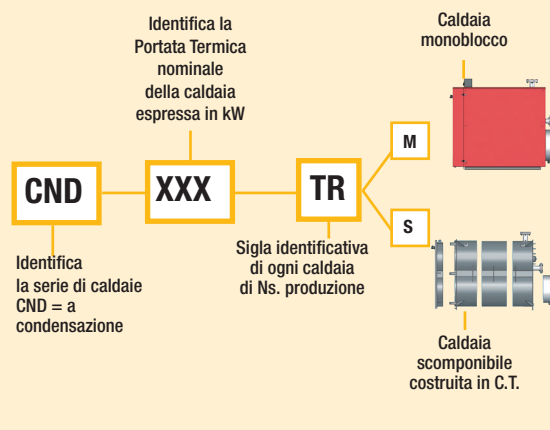 Identifica la
Portata Termica
nominale
della caldaia
espressa in kW
Caldaia
monoblocco
CND
XXX
TR
M
S
Identifica
la serie di caldaie
CND = a
condensazione
Sigla identificativa
di ogni caldaia
di Ns. produzione
Caldaia
scomponibile
costruita in C.T.